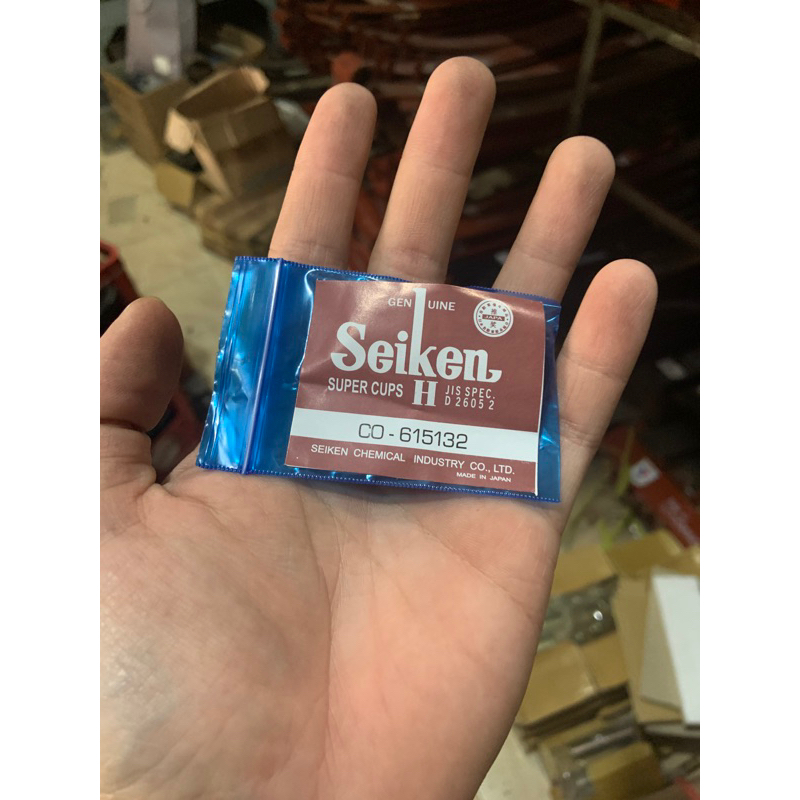 GENUINE
Seiken
SUPER CUPS H JIS SPEC.
D 2605 2
CO-615132
SEIKEN CHEMICAL INDUSTRY CO., LTD.
MADE IN JAPAN